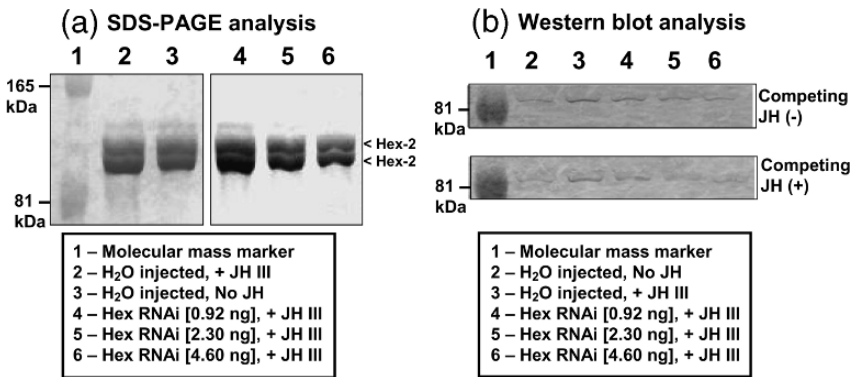 (a) SDS-PAGE analysis
1 2 3 4 5 6
165
kDa
< Hex-2
< Hex-2
81
kDa
1 – Molecular mass marker
2 – H₂O injected, + JH III
3 – H₂O injected, No JH
4 – Hex RNAi [0.92 ng], + JH III
5 – Hex RNAi [2.30 ng], + JH III
6 – Hex RNAi [4.60 ng], + JH III
(b) Western blot analysis
1 2 3 4 5 6
81
kDa
Competing
JH (-)
81
kDa
Competing
JH (+)
1 – Molecular mass marker
2 – H₂O injected, No JH
3 – H₂O injected, + JH III
4 – Hex RNAi [0.92 ng], + JH III
5 – Hex RNAi [2.30 ng], + JH III
6 – Hex RNAi [4.60 ng], + JH III